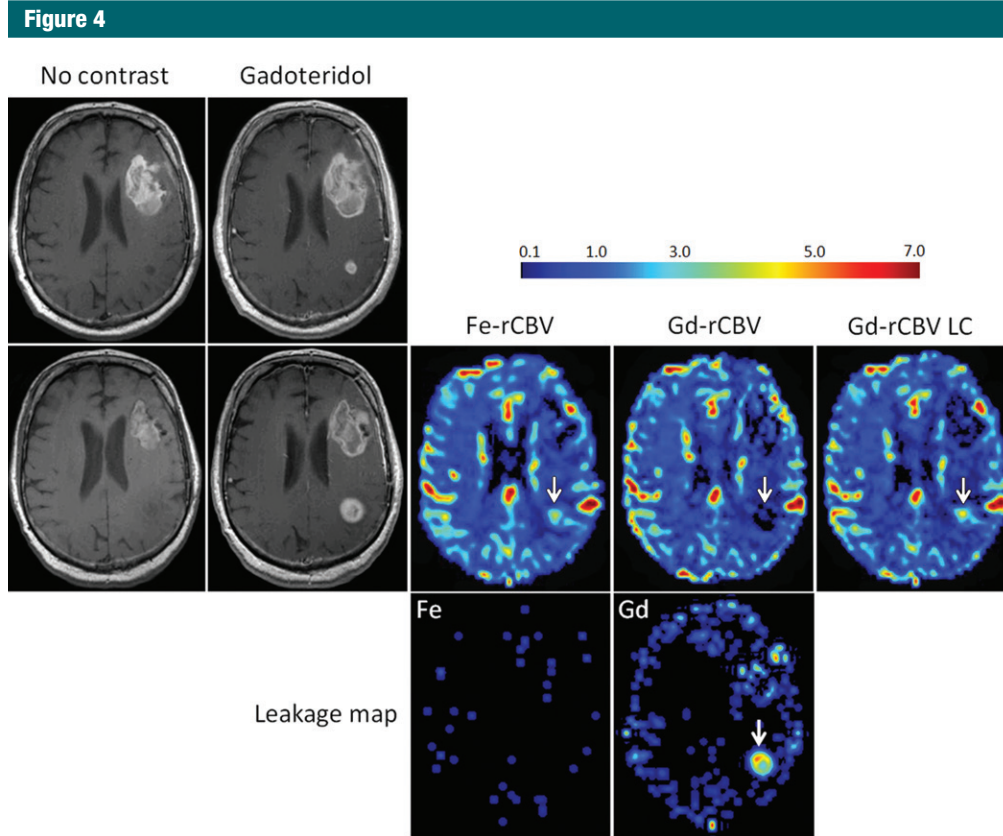 Figure 4
No contrast Gadoteridol
0.1 1.0 3.0 5.0 7.0
Fe-rCBV Gd-rCBV Gd-rCBV LC
Fe Gd
Leakage map